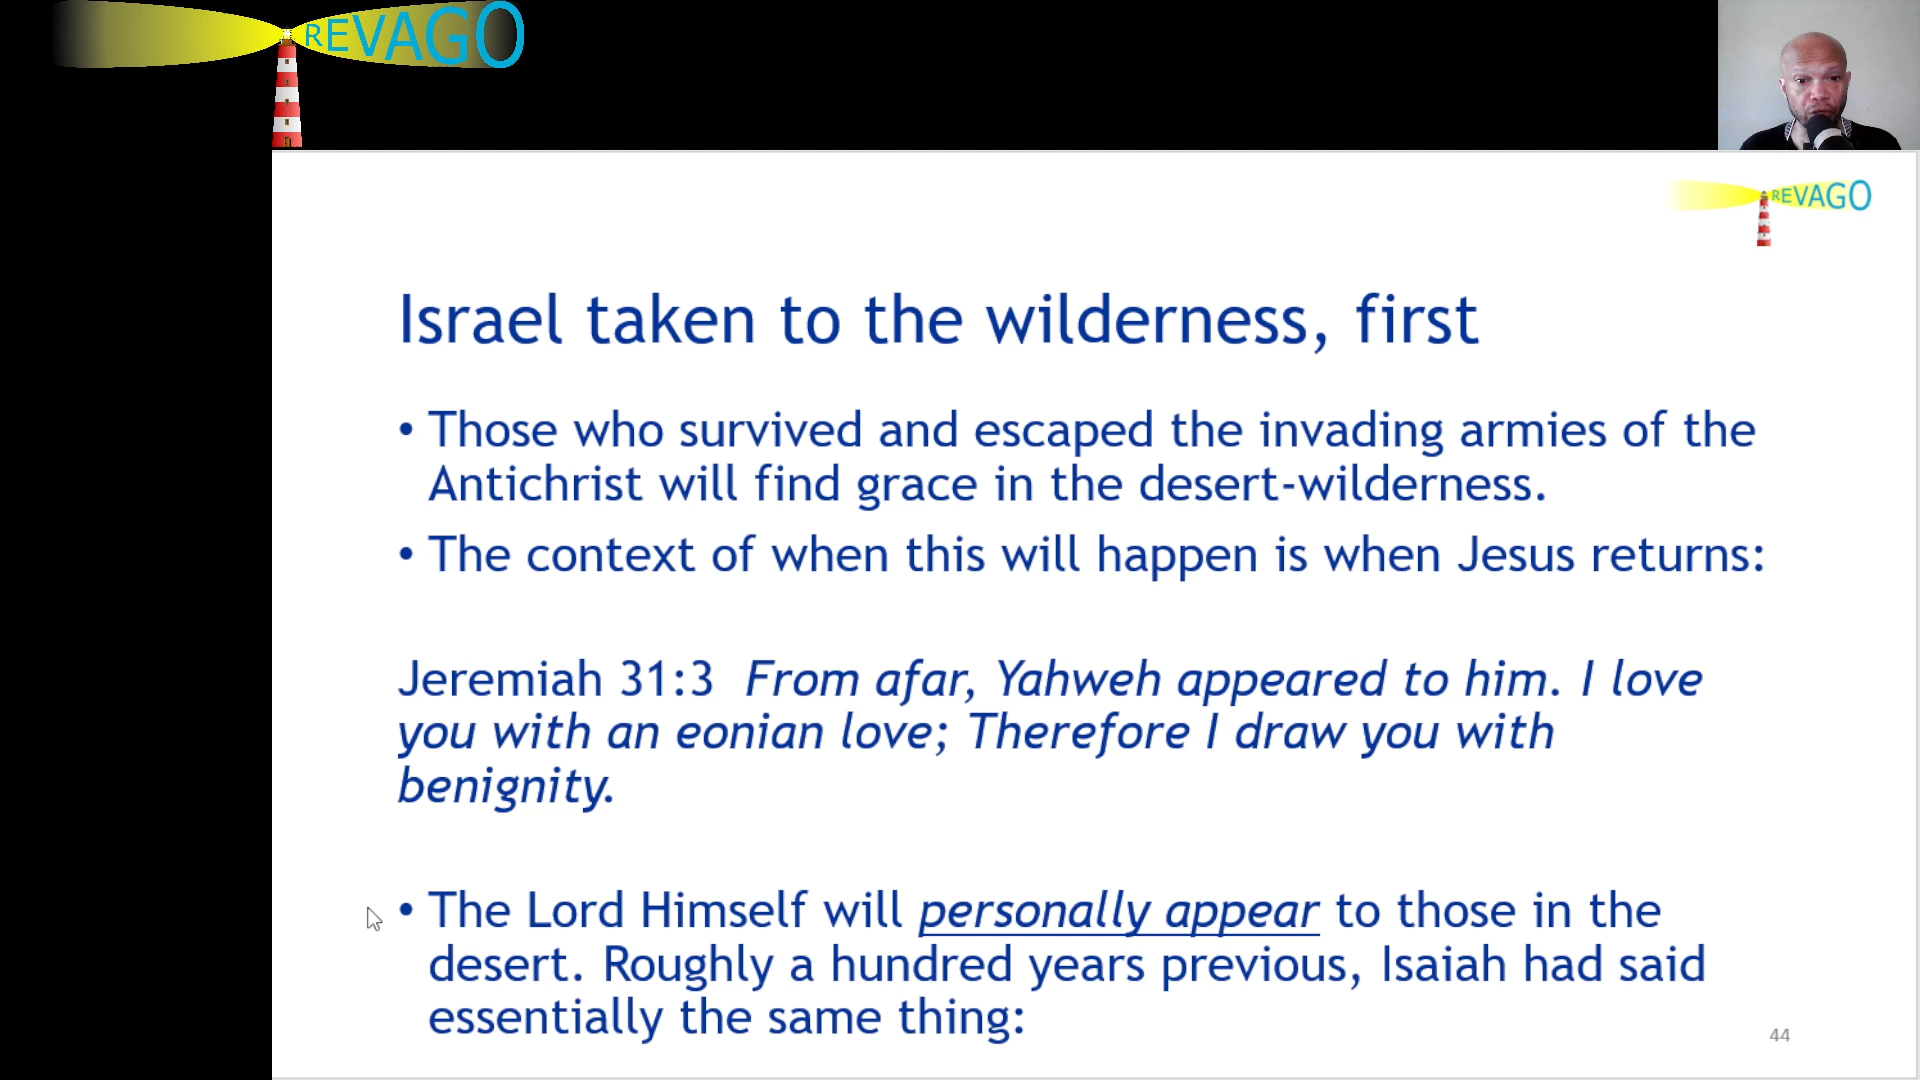 REVAGO
REVAGO
Israel taken to the wilderness, first
• Those who survived and escaped the invading armies of the
Antichrist will find grace in the desert-wilderness.
• The context of when this will happen is when Jesus returns:
Jeremiah 31:3 From afar, Yahweh appeared to him. I love
you with an eonian love; Therefore I draw you with
benignity.
• The Lord Himself will personally appear to those in the
desert. Roughly a hundred years previous, Isaiah had said
essentially the same thing:
44